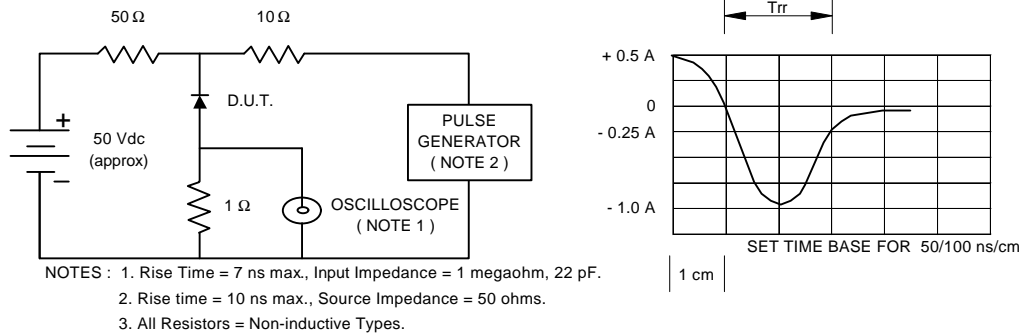 50 Ω
10 Ω
+
50 Vdc
(approx)
−
D.U.T.
1 Ω
OSCILLOSCOPE
( NOTE 1 )
PULSE
GENERATOR
( NOTE 2 )
NOTES : 1. Rise Time = 7 ns max., Input Impedance = 1 megaohm, 22 pF.
2. Rise time = 10 ns max., Source Impedance = 50 ohms.
3. All Resistors = Non-inductive Types.
Trr
+ 0.5 A
0
- 0.25 A
- 1.0 A
SET TIME BASE FOR 50/100 ns/cm
1 cm